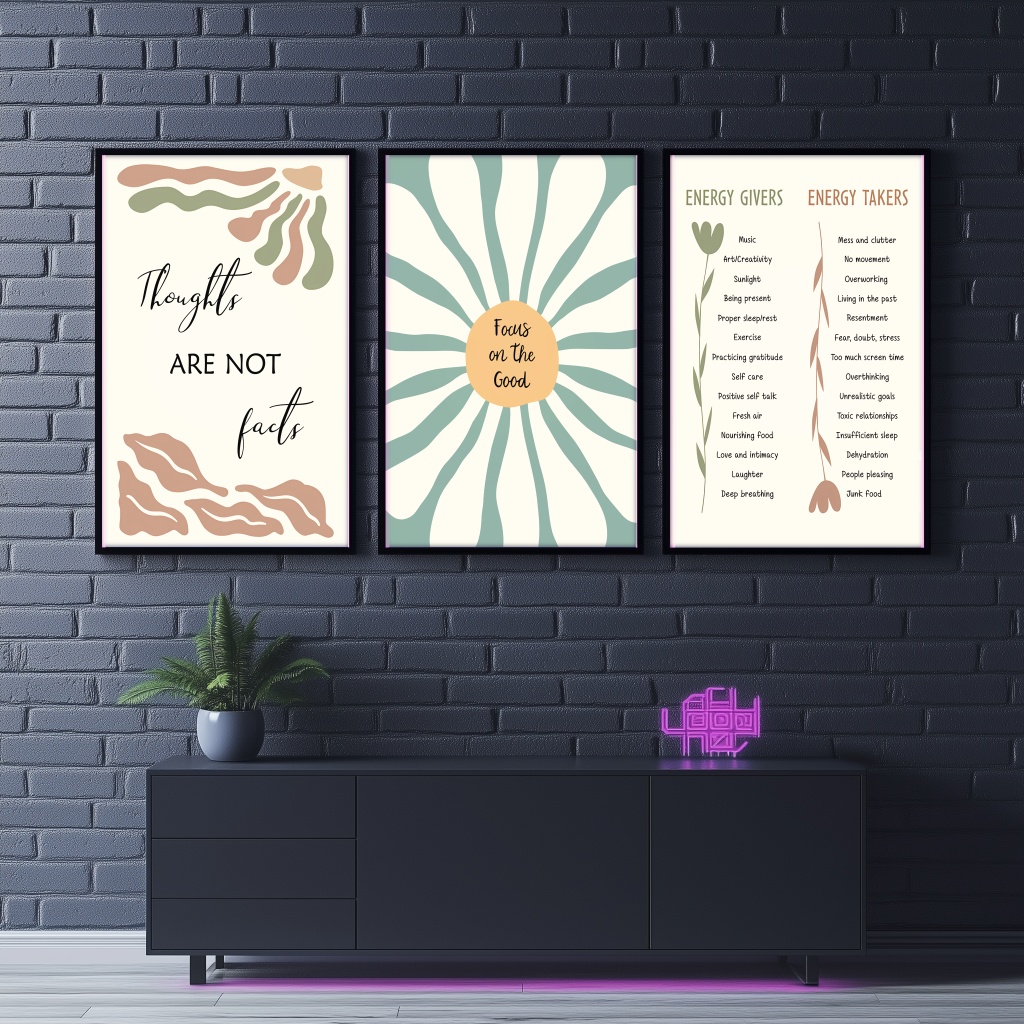 Thoughts
ARE NOT
facts
Focus
on the
Good
ENERGY GIVERS
Music
Art/Creativity
Sunlight
Being present
Proper sleep/rest
Exercise
Practicing gratitude
Self care
Positive self talk
Fresh air
Nourishing food
Love and intimacy
Laughter
Deep breathing
ENERGY TAKERS
Mess and clutter
No movement
Overworking
Living in the past
Resentment
Fear, doubt, stress
Too much screen time
Overthinking
Unrealistic goals
Toxic relationships
Insufficient sleep
Dehydration
People pleasing
Junk food